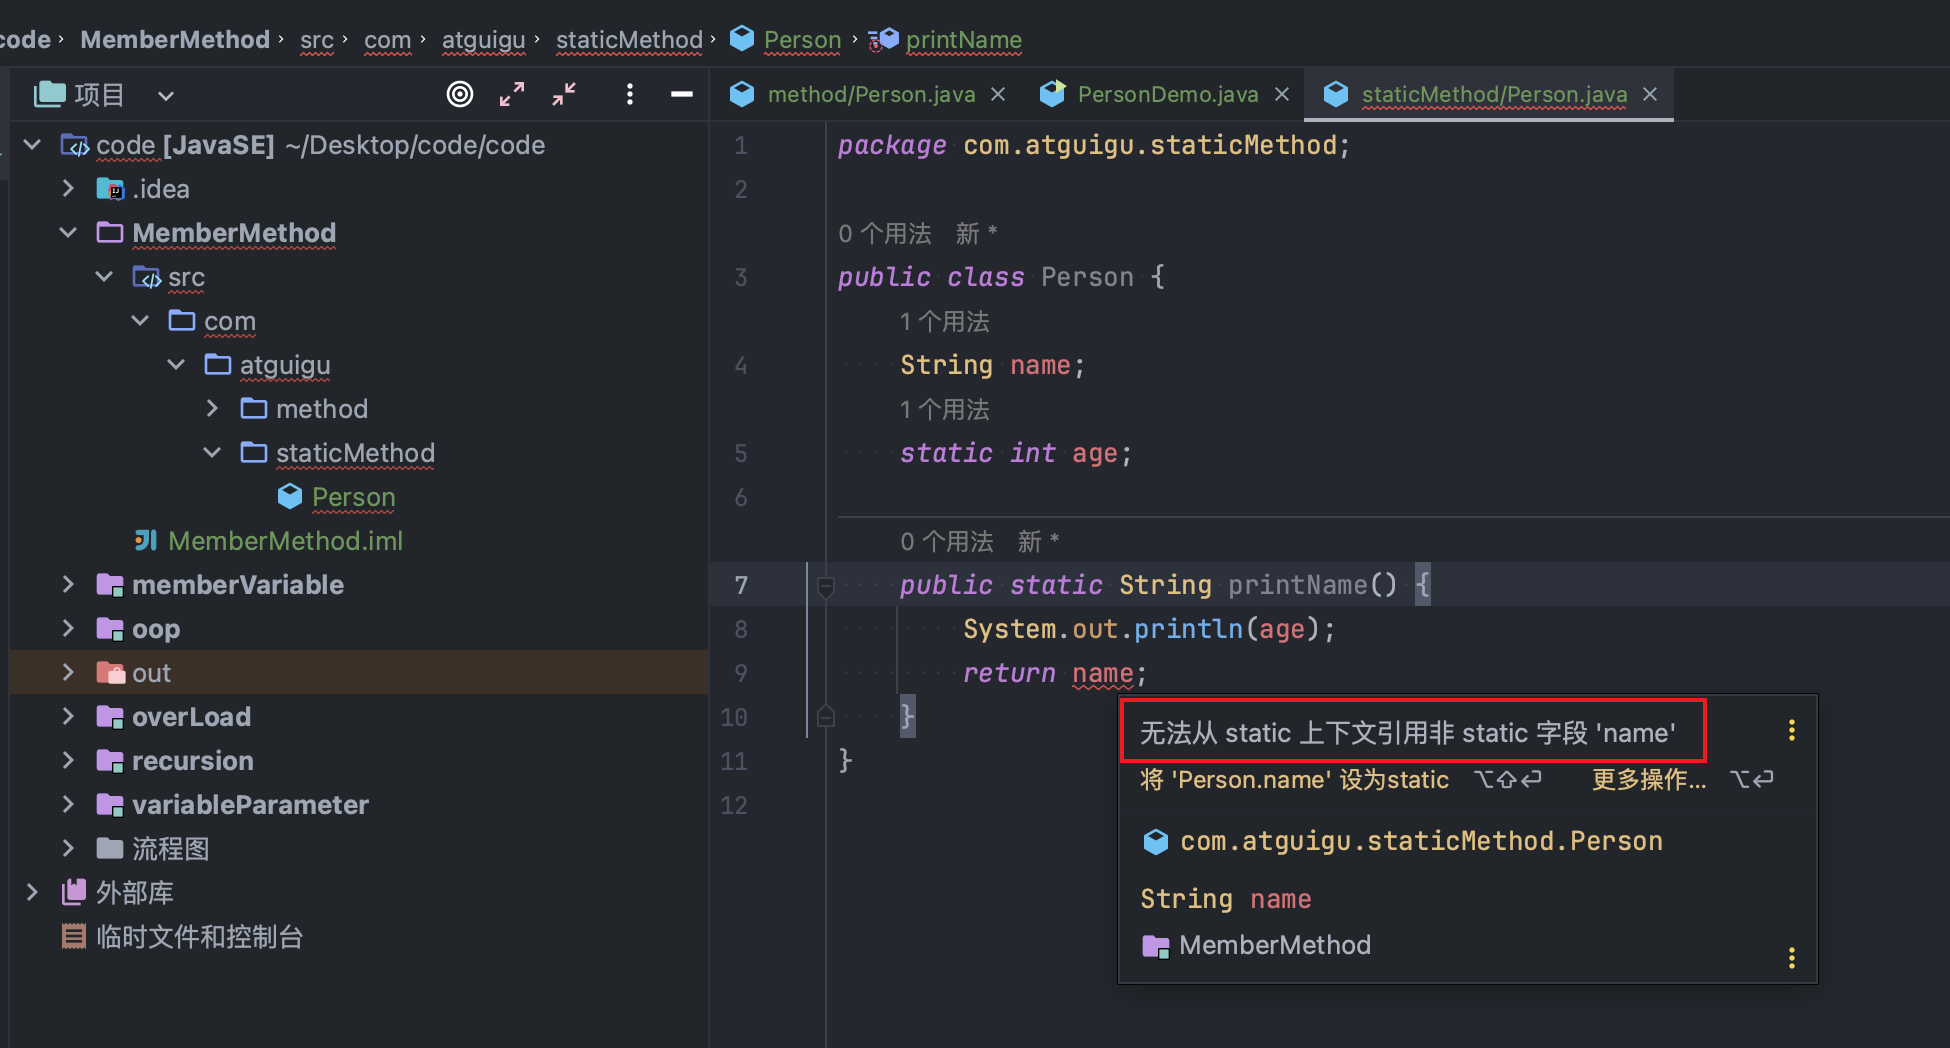 code › MemberMethod › src › com › atguigu › staticMethod › Person › printName
项目
method/Person.java
PersonDemo.java
staticMethod/Person.java
code [JavaSE] ~/Desktop/code/code
.idea
MemberMethod
src
com
atguigu
method
staticMethod
Person
MemberMethod.iml
memberVariable
oop
out
overLoad
recursion
variableParameter
流程图
外部库
临时文件和控制台
1 package com.atguigu.staticMethod;
2
0 个用法 新 *
3 public class Person {
1 个用法
4 String name;
1 个用法
5 static int age;
6
0 个用法 新 *
7 public static String printName() {
8 System.out.println(age);
9 return name;
10 }
11 }
12
无法从 static 上下文引用非 static 字段 'name'
将 'Person.name' 设为static ⌥⇧⏎ 更多操作... ⌥⏎
com.atguigu.staticMethod.Person
String name
MemberMethod